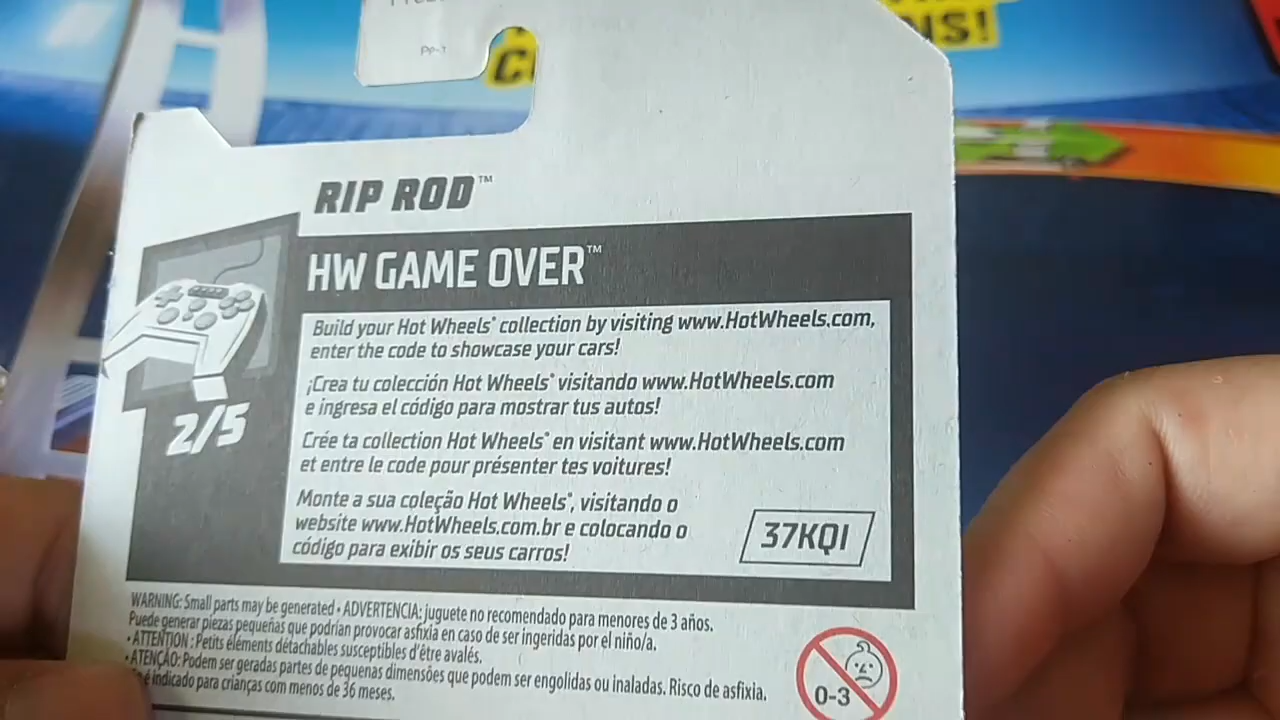 PP-1
NS!
RIP ROD™
HW GAME OVER™
2/5
Build your Hot Wheels® collection by visiting www.HotWheels.com,
enter the code to showcase your cars!
¡Crea tu colección Hot Wheels® visitando www.HotWheels.com
e ingresa el código para mostrar tus autos!
Crée ta collection Hot Wheels® en visitant www.HotWheels.com
et entre le code pour présenter tes voitures!
Monte a sua coleção Hot Wheels®, visitando o
website www.HotWheels.com.br e colocando o
código para exibir os seus carros!
37KQI
WARNING: Small parts may be generated • ADVERTENCIA: juguete no recomendado para menores de 3 años.
Puede generar piezas pequeñas que podrían provocar asfixia en caso de ser ingeridas por el niño/a.
• ATTENTION : Petits éléments détachables susceptibles d'être avalés.
• ATENÇÃO: Podem ser geradas partes de pequenas dimensões que podem ser engolidas ou inaladas. Risco de asfixia.
é indicado para crianças com menos de 36 meses.
0-3